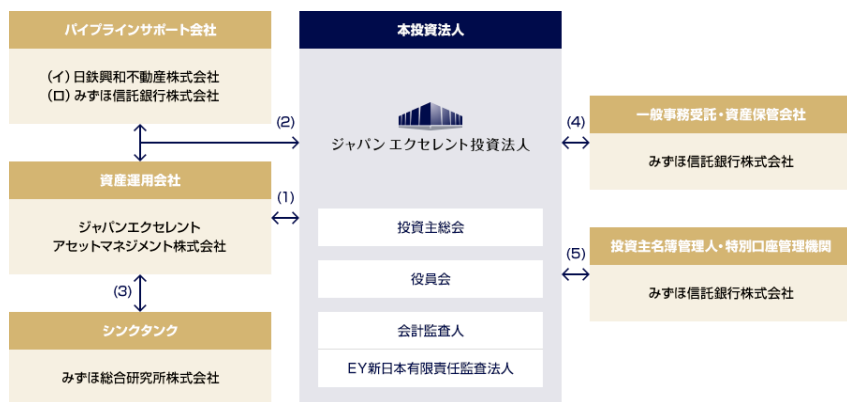 パイプラインサポート会社
(イ)日鉄興和不動産株式会社
(ロ)みずほ信託銀行株式会社
資産運用会社
ジャパンエクセレント
アセットマネジメント株式会社
(3)
シンクタンク
みずほ総合研究所株式会社
(2)
(1)
本投資法人
ジャパンエクセレント投資法人
投資主総会
役員会
会計監査人
EY新日本有限責任監査法人
(4)
一般事務受託・資産保管会社
みずほ信託銀行株式会社
(5)
投資主名簿管理人・特別口座管理機関
みずほ信託銀行株式会社